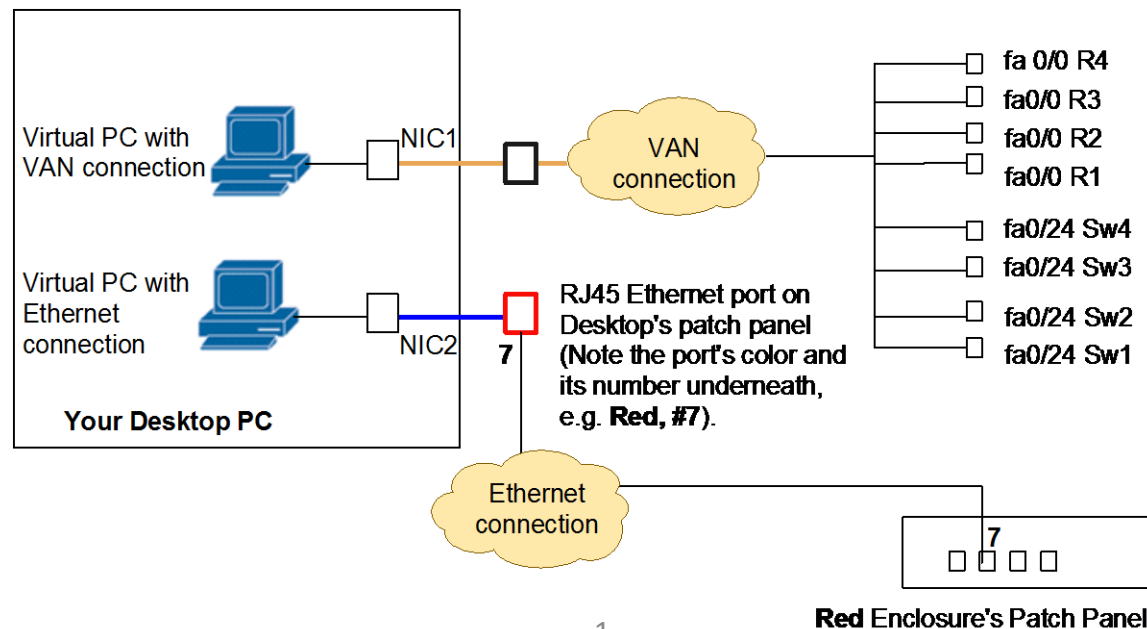 Virtual PC with
VAN connection
NIC1
VAN
connection
fa 0/0 R4
fa0/0 R3
fa0/0 R2
fa0/0 R1
fa0/24 Sw4
fa0/24 Sw3
fa0/24 Sw2
fa0/24 Sw1
Virtual PC with
Ethernet
connection
NIC2
7
RJ45 Ethernet port on
Desktop's patch panel
(Note the port's color and
its number underneath,
e.g. Red, #7).
Your Desktop PC
Ethernet
connection
7
Red Enclosure's Patch Panel